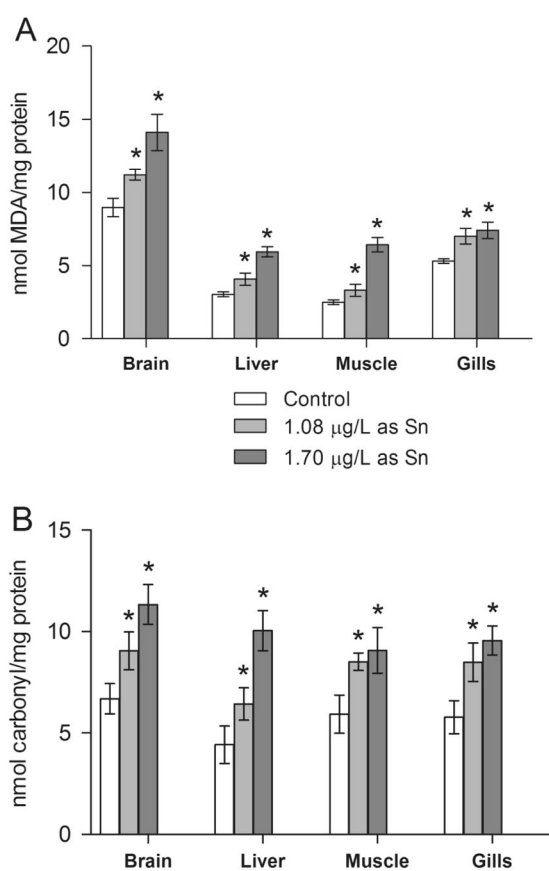 A
20
15
10
5
0
nmol MDA/mg protein
* * * * * * * *
Brain Liver Muscle Gills
Control
1.08 µg/L as Sn
1.70 µg/L as Sn
B
15
10
5
0
nmol carbonyl/mg protein
* * * * * * * *
Brain Liver Muscle Gills